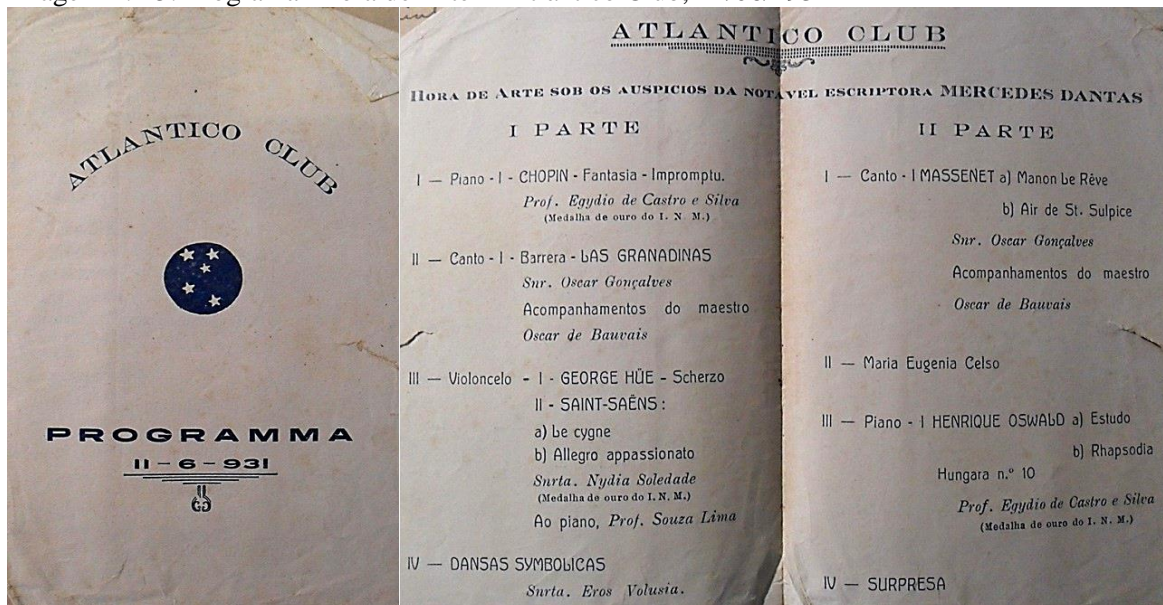 ATLANTICO CLUB
PROGRAMMA
11-6-931
ATLANTICO CLUB
HORA DE ARTE SOB OS AUSPICIOS DA NOTAVEL ESCRIPTORA MERCEDES DANTAS
I PARTE
I — Piano - I - CHOPIN - Fantasia - Impromptu.
Prof. Egydio de Castro e Silva
(Medalha de ouro do I. N. M.)
II — Canto - I - Barrera - LAS GRANADINAS
Snr. Oscar Gonçalves
Acompanhamentos do maestro
Oscar de Bauvais
III — Violoncelo - I - GEORGE HÜE - Scherzo
II - SAINT-SAËNS :
a) Le cygne
b) Allegro appassionato
Snrta. Nydia Soledade
(Medalha de ouro do I. N. M.)
Ao piano, Prof. Souza Lima
IV — DANSAS SYMBOLICAS
Snrta. Eros Volusia.
II PARTE
I — Canto - I MASSENET a) Manon Le Rêve
b) Air de St. Sulpice
Snr. Oscar Gonçalves
Acompanhamentos do maestro
Oscar de Bauvais
II — Maria Eugenia Celso
III — Piano - I HENRIQUE OSWALD a) Estudo
b) Rhapsodia
Hungara n.º 10
Prof. Egydio de Castro e Silva
(Medalha de ouro do I. N. M.)
IV — SURPRESA